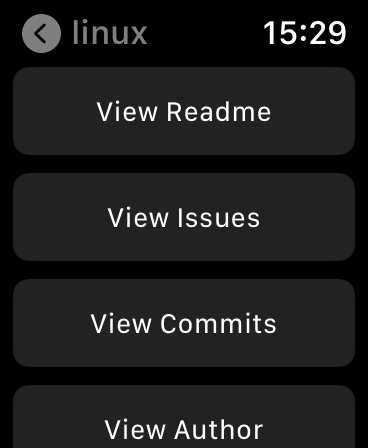 linux 15:29
View Readme
View Issues
View Commits
View Author